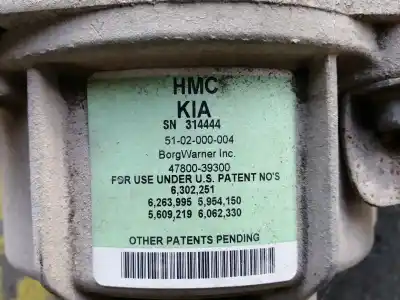 HMC
KIA
SN 314444
51-02-000-004
BorgWarner Inc.
47800-39300
FOR USE UNDER U.S. PATENT NO'S
6,302,251
6,263,995 5,954,150
5,609,219 6,062,330
OTHER PATENTS PENDING